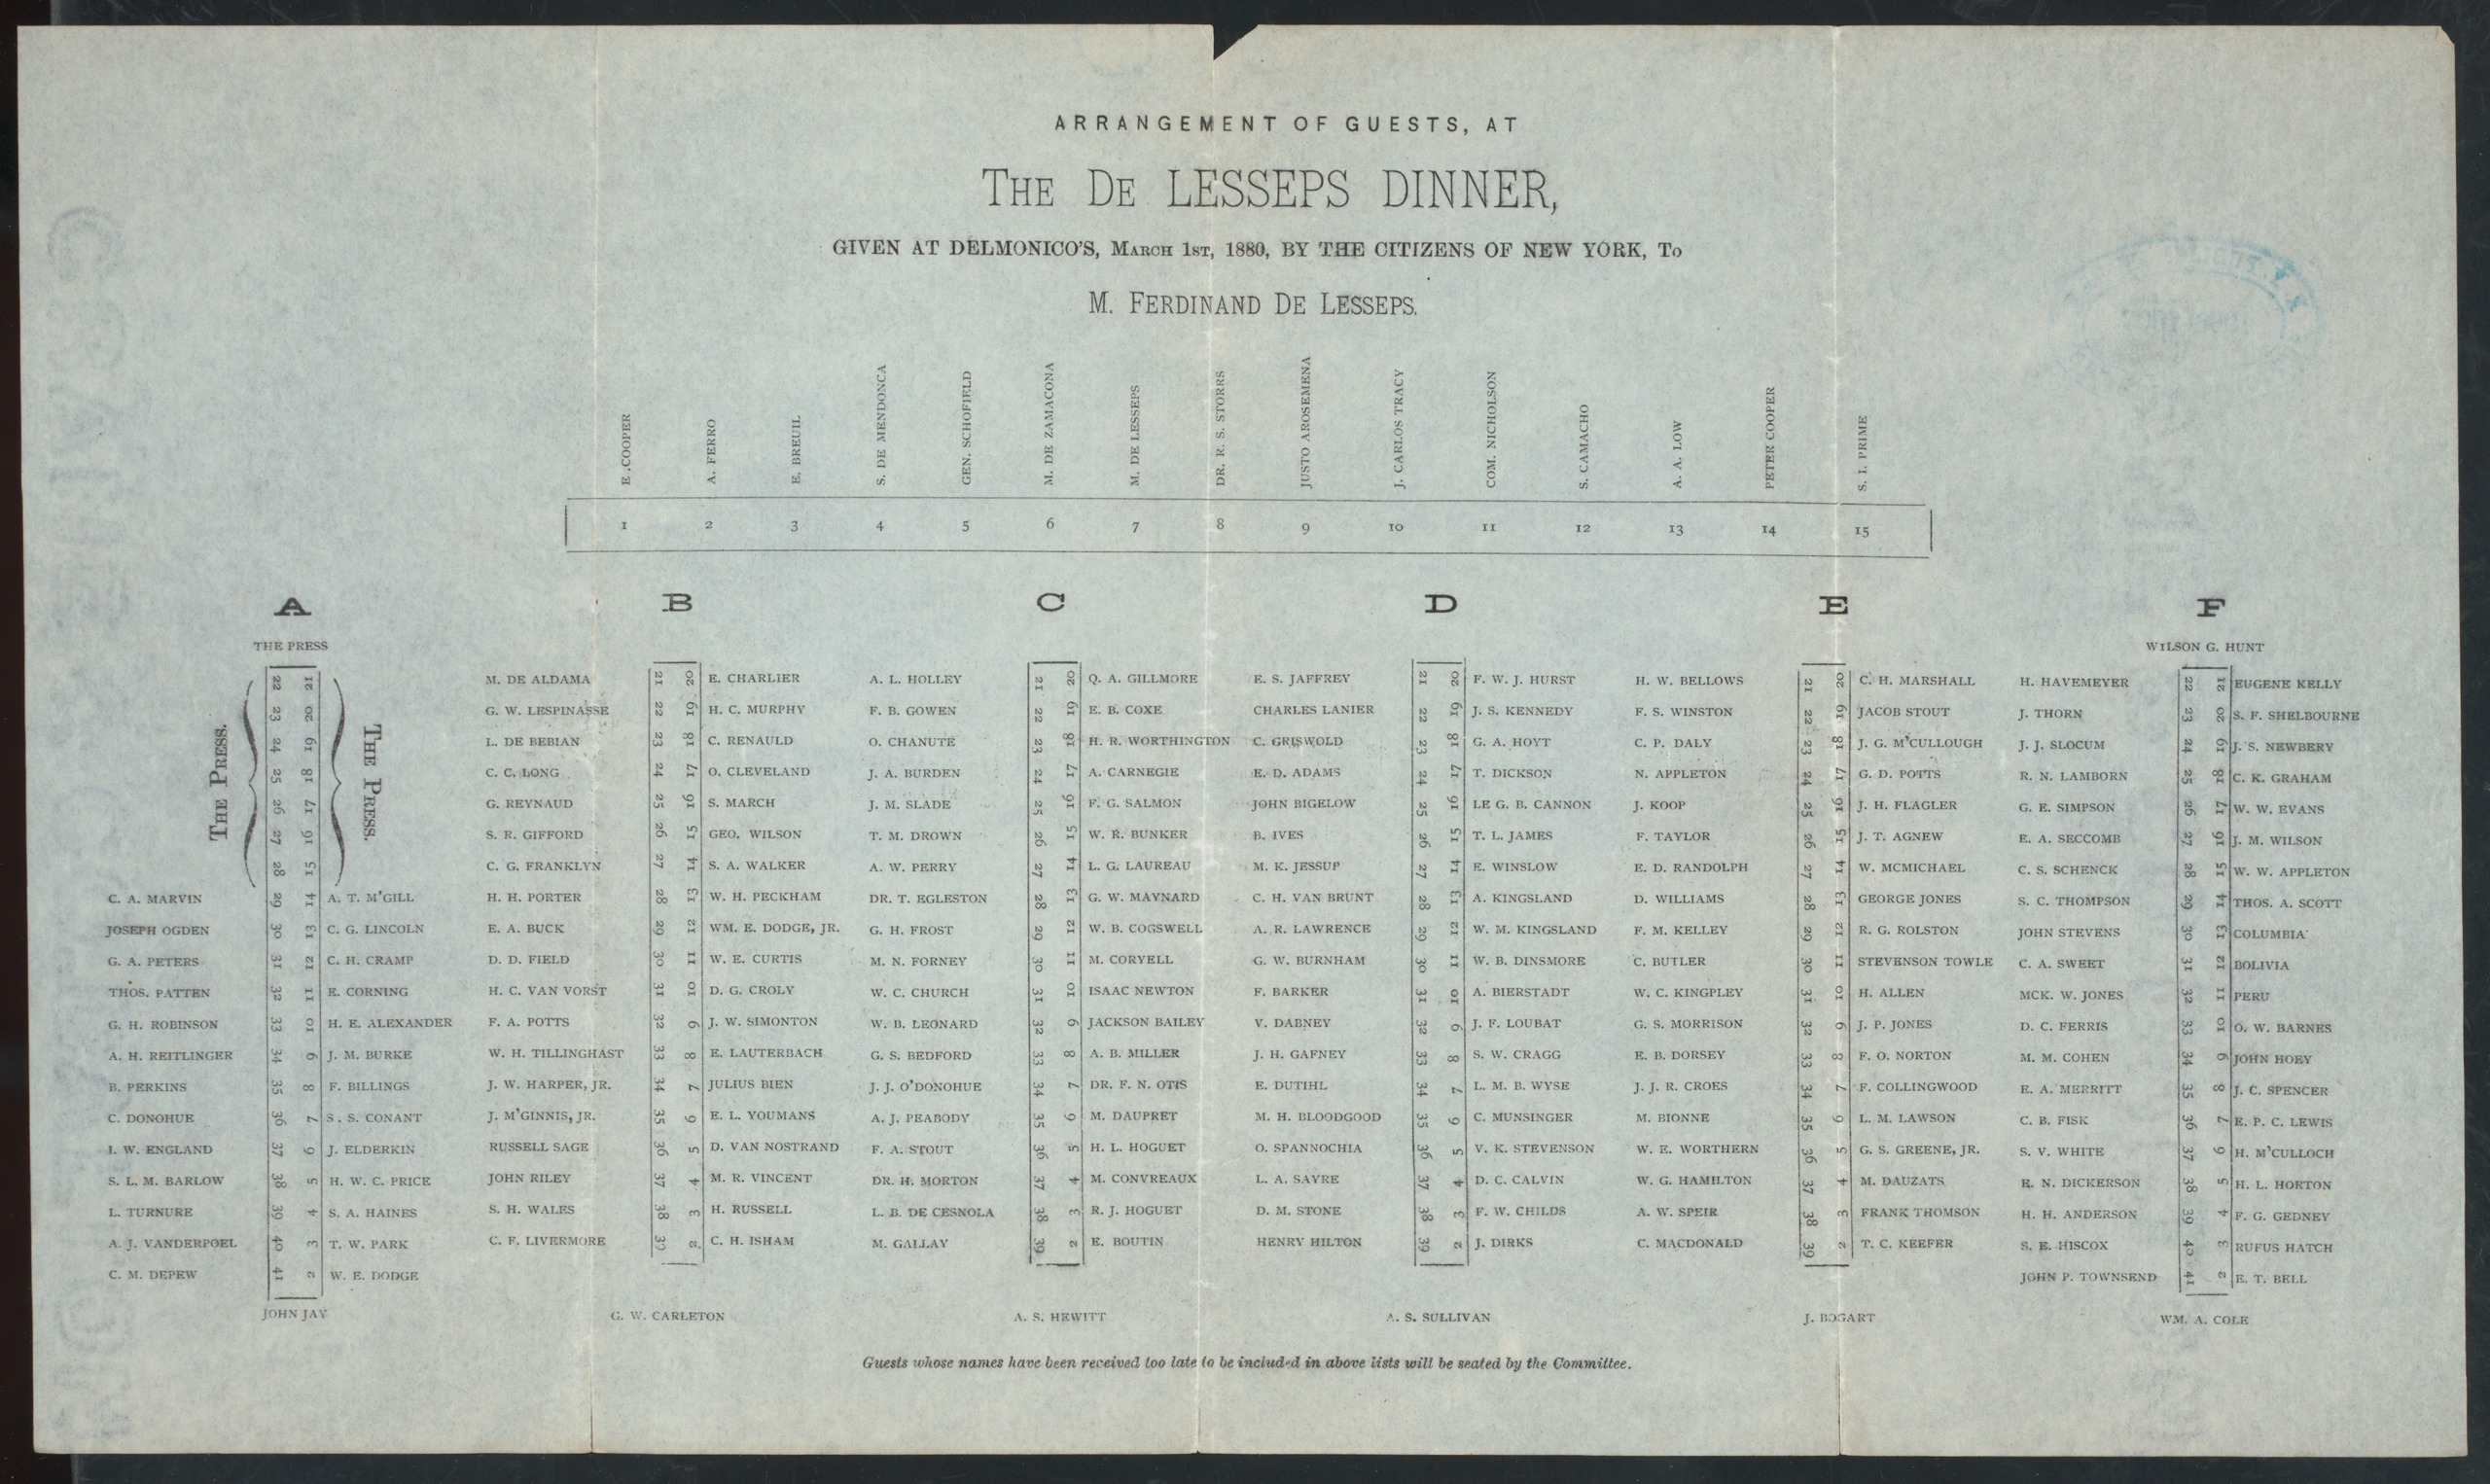 ARRANGEMENT OF GUESTS, AT
THE DE LESSEPS DINNER,
GIVEN AT DELMONICO'S, MARCH 1ST, 1880, BY THE CITIZENS OF NEW YORK, TO
M. FERDINAND DE LESSEPS.
E. COOPER
A. FERRO
E. BREUIL
S. DE MENDONCA
GEN. SCHOFIELD
M. DE ZAMACONA
M. DE LESSEPS
DR. R. S. STORRS
JUSTO AROSEMENA
J. CARLOS TRACY
COM. NICHOLSON
S. CAMACHO
A. A. LOW
PETER COOPER
S. I. PRIME
1 2 3 4 5 6 7 8 9 10 11 12 13 14 15
A
THE PRESS
THE PRESS.
22 21
23 20
24 19
25 18
26 17
27 16
28 15
THE PRESS.
C. A. MARVIN 29 14 A. T. M'GILL
JOSEPH OGDEN 30 13 C. G. LINCOLN
G. A. PETERS 31 12 C. H. CRAMP
THOS. PATTEN 32 11 E. CORNING
G. H. ROBINSON 33 10 H. E. ALEXANDER
A. H. REITLINGER 34 9 J. M. BURKE
B. PERKINS 35 8 F. BILLINGS
C. DONOHUE 36 7 S. S. CONANT
I. W. ENGLAND 37 6 J. ELDERKIN
S. L. M. BARLOW 38 5 H. W. C. PRICE
L. TURNURE 39 4 S. A. HAINES
A. J. VANDERPOEL 40 3 T. W. PARK
C. M. DEPEW 41 2 W. E. DODGE
JOHN JAY
B
M. DE ALDAMA 21 20 E. CHARLIER
G. W. LESPINASSE 22 19 H. C. MURPHY
L. DE BEBIAN 23 18 C. RENAULD
C. C. LONG 24 17 O. CLEVELAND
G. REYNAUD 25 16 S. MARCH
S. R. GIFFORD 26 15 GEO. WILSON
C. G. FRANKLYN 27 14 S. A. WALKER
H. H. PORTER 28 13 W. H. PECKHAM
E. A. BUCK 29 12 WM. E. DODGE, JR.
D. D. FIELD 30 11 W. E. CURTIS
H. C. VAN VORST 31 10 D. G. CROLY
F. A. POTTS 32 9 J. W. SIMONTON
W. H. TILLINGHAST 33 8 E. LAUTERBACH
J. W. HARPER, JR. 34 7 JULIUS BIEN
J. M'GINNIS, JR. 35 6 E. L. YOUMANS
RUSSELL SAGE 36 5 D. VAN NOSTRAND
JOHN RILEY 37 4 M. R. VINCENT
S. H. WALES 38 3 H. RUSSELL
C. F. LIVERMORE 39 2 C. H. ISHAM
G. W. CARLETON
C
A. L. HOLLEY 21 20 Q. A. GILLMORE
F. B. GOWEN 22 19 E. B. COXE
O. CHANUTE 23 18 H. R. WORTHINGTON
J. A. BURDEN 24 17 A. CARNEGIE
J. M. SLADE 25 16 F. G. SALMON
T. M. DROWN 26 15 W. R. BUNKER
A. W. PERRY 27 14 L. G. LAUREAU
DR. T. EGLESTON 28 13 G. W. MAYNARD
G. H. FROST 29 12 W. B. COGSWELL
M. N. FORNEY 30 11 M. CORYELL
W. C. CHURCH 31 10 ISAAC NEWTON
W. B. LEONARD 32 9 JACKSON BAILEY
G. S. BEDFORD 33 8 A. B. MILLER
J. J. O'DONOHUE 34 7 DR. F. N. OTIS
A. J. PEABODY 35 6 M. DAUPRET
F. A. STOUT 36 5 H. L. HOGUET
DR. H. MORTON 37 4 M. CONVREAUX
L. B. DE CESNOLA 38 3 R. J. HOGUET
M. GALLAY 39 2 E. BOUTIN
A. S. HEWITT
D
E. S. JAFFREY 21 20 F. W. J. HURST
CHARLES LANIER 22 19 J. S. KENNEDY
C. GRISWOLD 23 18 G. A. HOYT
E. D. ADAMS 24 17 T. DICKSON
JOHN BIGELOW 25 16 LE G. B. CANNON
B. IVES 26 15 T. L. JAMES
M. K. JESSUP 27 14 E. WINSLOW
C. H. VAN BRUNT 28 13 A. KINGSLAND
A. R. LAWRENCE 29 12 W. M. KINGSLAND
G. W. BURNHAM 30 11 W. B. DINSMORE
F. BARKER 31 10 A. BIERSTADT
V. DABNEY 32 9 J. F. LOUBAT
J. H. GAFNEY 33 8 S. W. CRAGG
E. DUTIHL 34 7 L. M. B. WYSE
M. H. BLOODGOOD 35 6 C. MUNSINGER
O. SPANNOCHIA 36 5 V. K. STEVENSON
L. A. SAYRE 37 4 D. C. CALVIN
D. M. STONE 38 3 F. W. CHILDS
HENRY HILTON 39 2 J. DIRKS
A. S. SULLIVAN
E
H. W. BELLOWS 21 20 C. H. MARSHALL
F. S. WINSTON 22 19 JACOB STOUT
C. P. DALY 23 18 J. G. M'CULLOUGH
N. APPLETON 24 17 G. D. POTTS
J. KOOP 25 16 J. H. FLAGLER
F. TAYLOR 26 15 J. T. AGNEW
E. D. RANDOLPH 27 14 W. MCMICHAEL
D. WILLIAMS 28 13 GEORGE JONES
F. M. KELLEY 29 12 R. G. ROLSTON
C. BUTLER 30 11 STEVENSON TOWLE
W. C. KINGPLEY 31 10 H. ALLEN
G. S. MORRISON 32 9 J. P. JONES
E. B. DORSEY 33 8 F. O. NORTON
J. J. R. CROES 34 7 F. COLLINGWOOD
M. BIONNE 35 6 L. M. LAWSON
W. E. WORTHERN 36 5 G. S. GREENE, JR.
W. G. HAMILTON 37 4 M. DAUZATS
A. W. SPEIR 38 3 FRANK THOMSON
C. MACDONALD 39 2 T. C. KEEFER
J. BOGART
F
WILSON G. HUNT
H. HAVEMEYER 22 21 EUGENE KELLY
J. THORN 23 20 S. F. SHELBOURNE
J. J. SLOCUM 24 19 J. S. NEWBERY
R. N. LAMBORN 25 18 C. K. GRAHAM
G. E. SIMPSON 26 17 W. W. EVANS
E. A. SECCOMB 27 16 J. M. WILSON
C. S. SCHENCK 28 15 W. W. APPLETON
S. C. THOMPSON 29 14 THOS. A. SCOTT
JOHN STEVENS 30 13 COLUMBIA
C. A. SWEET 31 12 BOLIVIA
MCK. W. JONES 32 11 PERU
D. C. FERRIS 33 10 O. W. BARNES
M. M. COHEN 34 9 JOHN HOEY
E. A. MERRITT 35 8 J. C. SPENCER
C. B. FISK 36 7 E. P. C. LEWIS
S. V. WHITE 37 6 H. M'CULLOCH
E. N. DICKERSON 38 5 H. L. HORTON
H. H. ANDERSON 39 4 F. G. GEDNEY
S. E. HISCOX 40 3 RUFUS HATCH
JOHN P. TOWNSEND 41 2 E. T. BELL
WM. A. COLE
Guests whose names have been received too late to be included in above lists will be seated by the Committee.